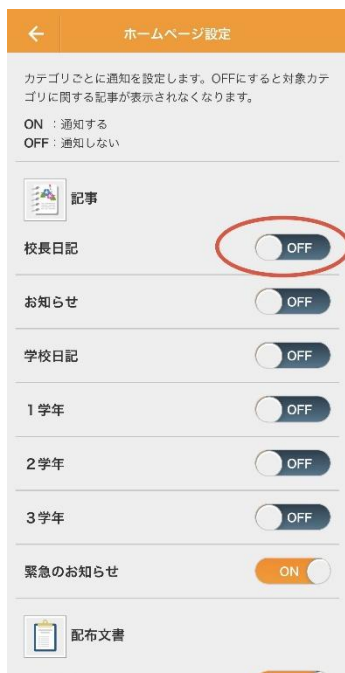 ホームページ設定
カテゴリごとに通知を設定します。OFFにすると対象カテ
ゴリに関する記事が表示されなくなります。
ON ：通知する
OFF：通知しない
記事
校長日記 OFF
お知らせ OFF
学校日記 OFF
1学年 OFF
2学年 OFF
3学年 OFF
緊急のお知らせ ON
配布文書